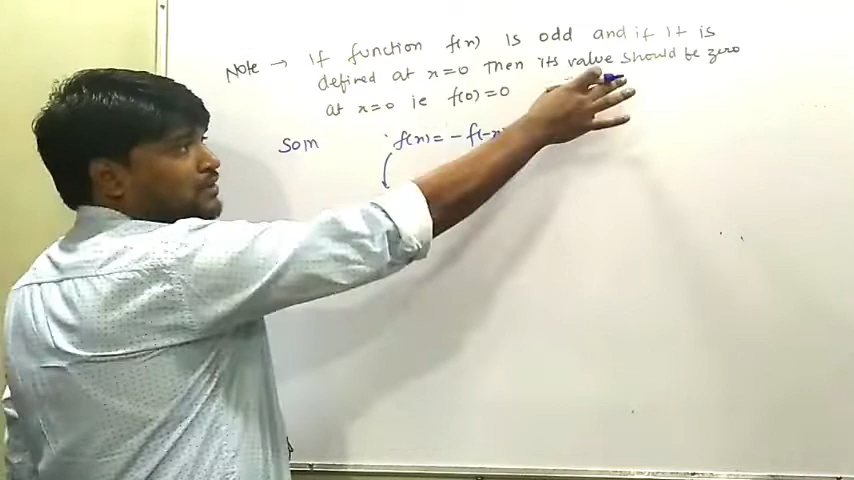 Note → If function f(x) is odd and if it is
defined at x=0 Then its value should be zero
at x=0 ie f(0)=0
Soln f(x) = - f(-x)